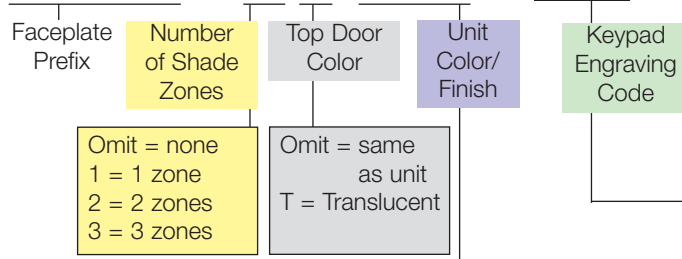 Faceplate
Prefix
Number
of Shade
Zones
Top Door
Color
Unit
Color/
Finish
Keypad
Engraving
Code
Omit = none
1 = 1 zone
2 = 2 zones
3 = 3 zones
Omit = same
as unit
T = Translucent